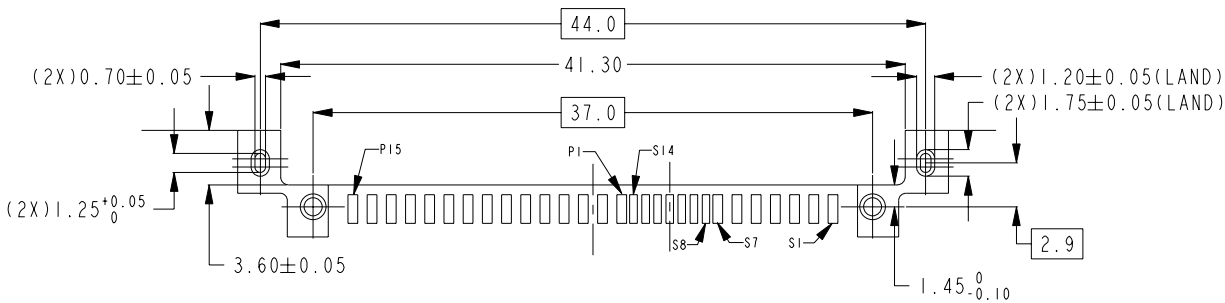 44.0
(2X)0.70±0.05
41.30
(2X)1.20±0.05(LAND)
(2X)1.75±0.05(LAND)
37.0
P15
P1
S14
(2X)1.25 +0.05 0
S8
S7
S1
2.9
3.60±0.05
1.45 0 -0.10